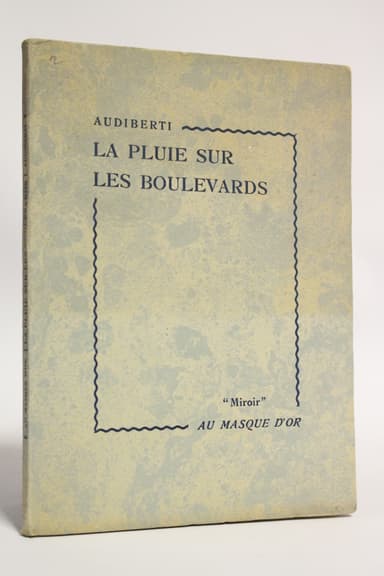 AUDIBERTI
LA PLUIE SUR
LES BOULEVARDS
"Miroir"
AU MASQUE D'OR